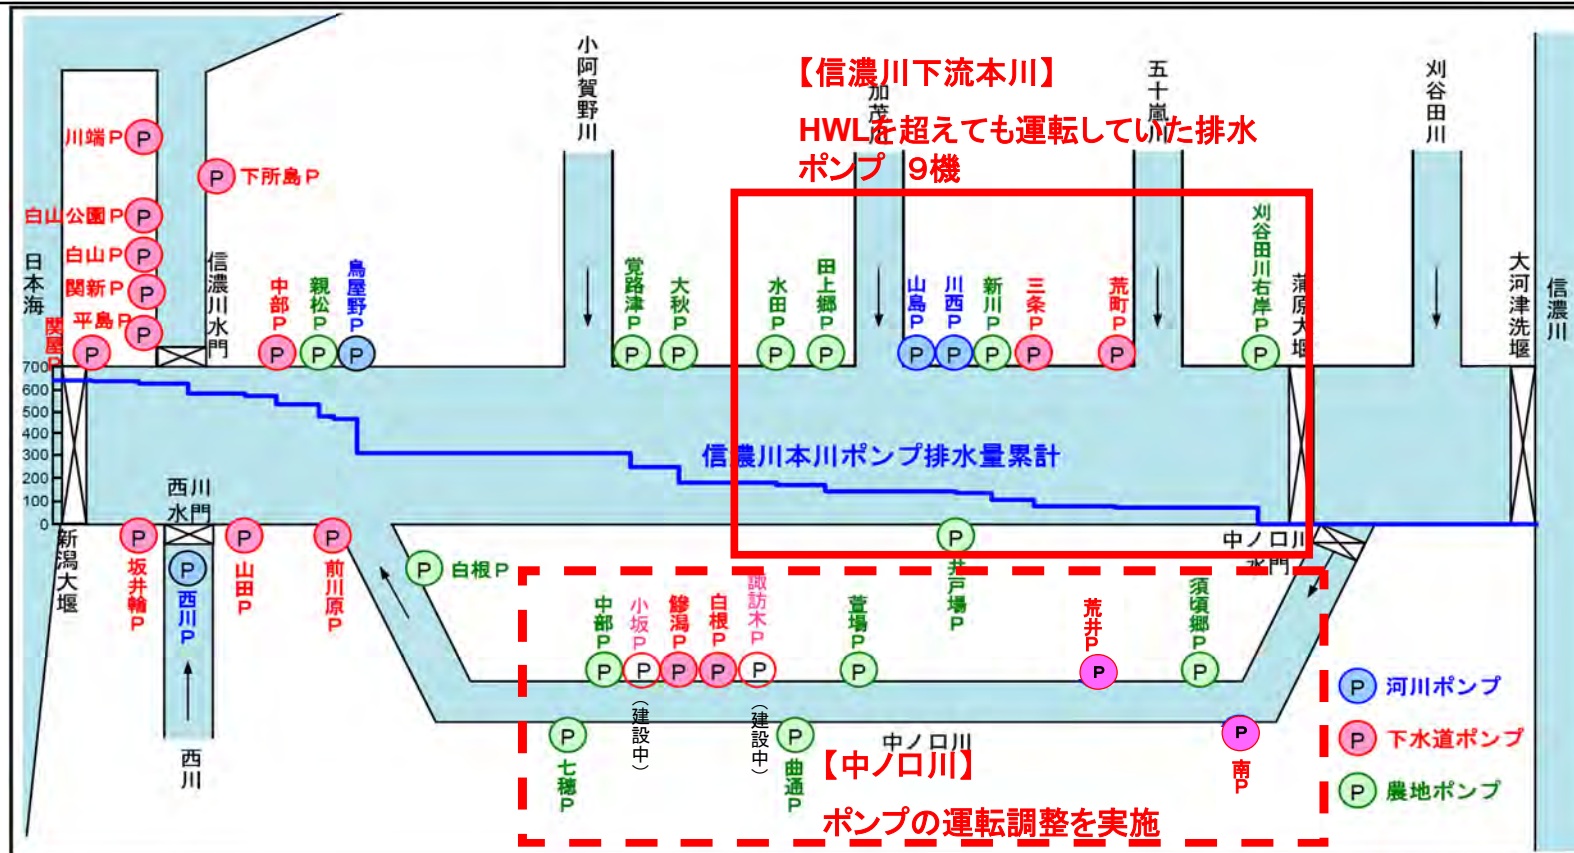 小阿賀野川
加茂川
五十嵐川
刈谷田川
【信濃川下流本川】
HWLを超えても運転していた排水
ポンプ 9機
川端P
P
P
下所島P
白山公園P
P
白山P
P
関新P
P
平島P
P
関屋P
P
日本海
信濃川水門
中部P
親松P
鳥屋野P
覚路津P
大秋P
水田P
田上郷P
山島P
川西P
新川P
三条P
荒町P
刈谷田川右岸P
蒲原大堰
大河津洗堰
信濃川
P
P
P
P
P
P
P
P
P
P
P
P
P
700
600
500
400
300
200
100
0
信濃川本川ポンプ排水量累計
西川
水門
新潟大堰
P
坂井輪P
P
西川P
P
山田P
P
前川原P
P
白根P
P
井戸場P
中ノ口川
水門
西川
中部P
小坂P
鰺潟P
白根P
諏訪木P
萱場P
荒井P
須頃郷P
P
P
P
P
P
P
P
P
(建設中)
(建設中)
P
七穂P
P
曲通P
中ノ口川
P
南P
【中ノ口川】
ポンプの運転調整を実施
P 河川ポンプ
P 下水道ポンプ
P 農地ポンプ